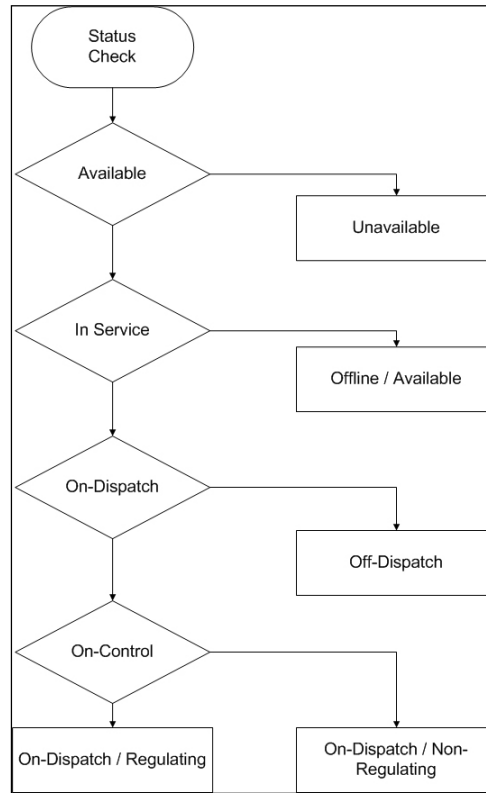 Status
Check
Available
Unavailable
In Service
Offline / Available
On-Dispatch
Off-Dispatch
On-Control
On-Dispatch / Regulating
On-Dispatch / Non-
Regulating